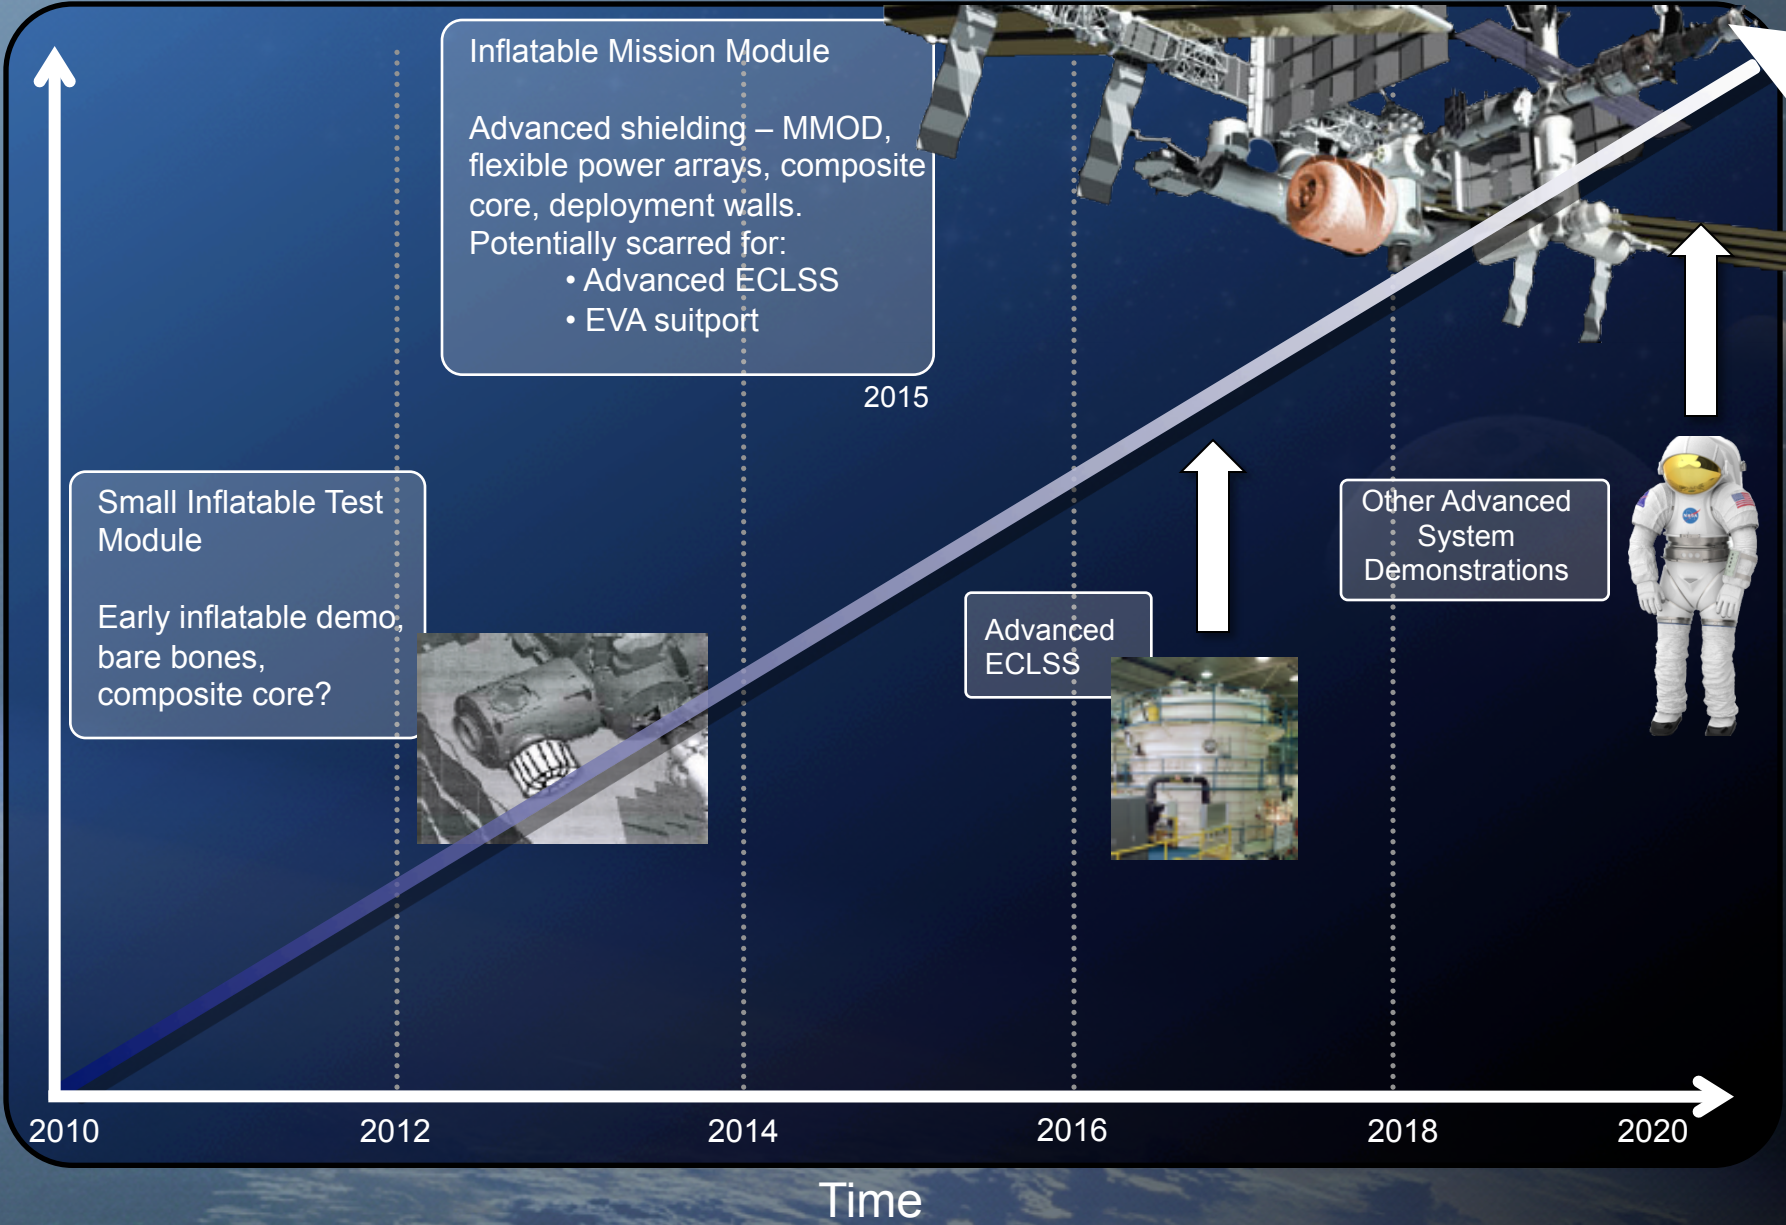 Inflatable Mission Module
Advanced shielding – MMOD,
flexible power arrays, composite
core, deployment walls.
Potentially scarred for:
• Advanced ECLSS
• EVA suitport
2015
Small Inflatable Test
Module
Early inflatable demo,
bare bones,
composite core?
Other Advanced
System
Demonstrations
Advanced
ECLSS
2010
2012
2014
2016
2018
2020
Time